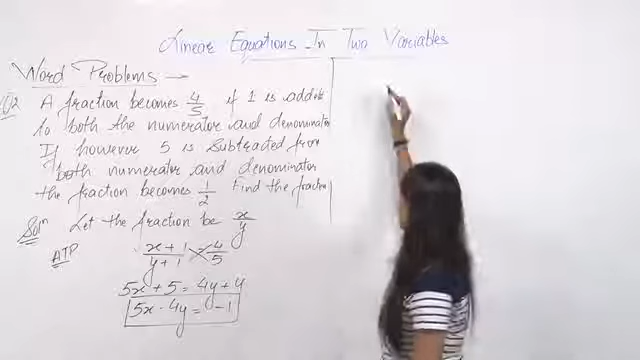 Linear Equations In Two Variables
Word Problems →
Q2 A fraction becomes 4/5 if 1 is added
to both the numerator and denominator
If however 5 is subtracted from
both numerator and denominator
the fraction becomes 1/2 Find the fraction
Soln Let the fraction be x/y
ATP x+1/y+1 = 4/5
5x + 5 = 4y + 4
5x - 4y = -1